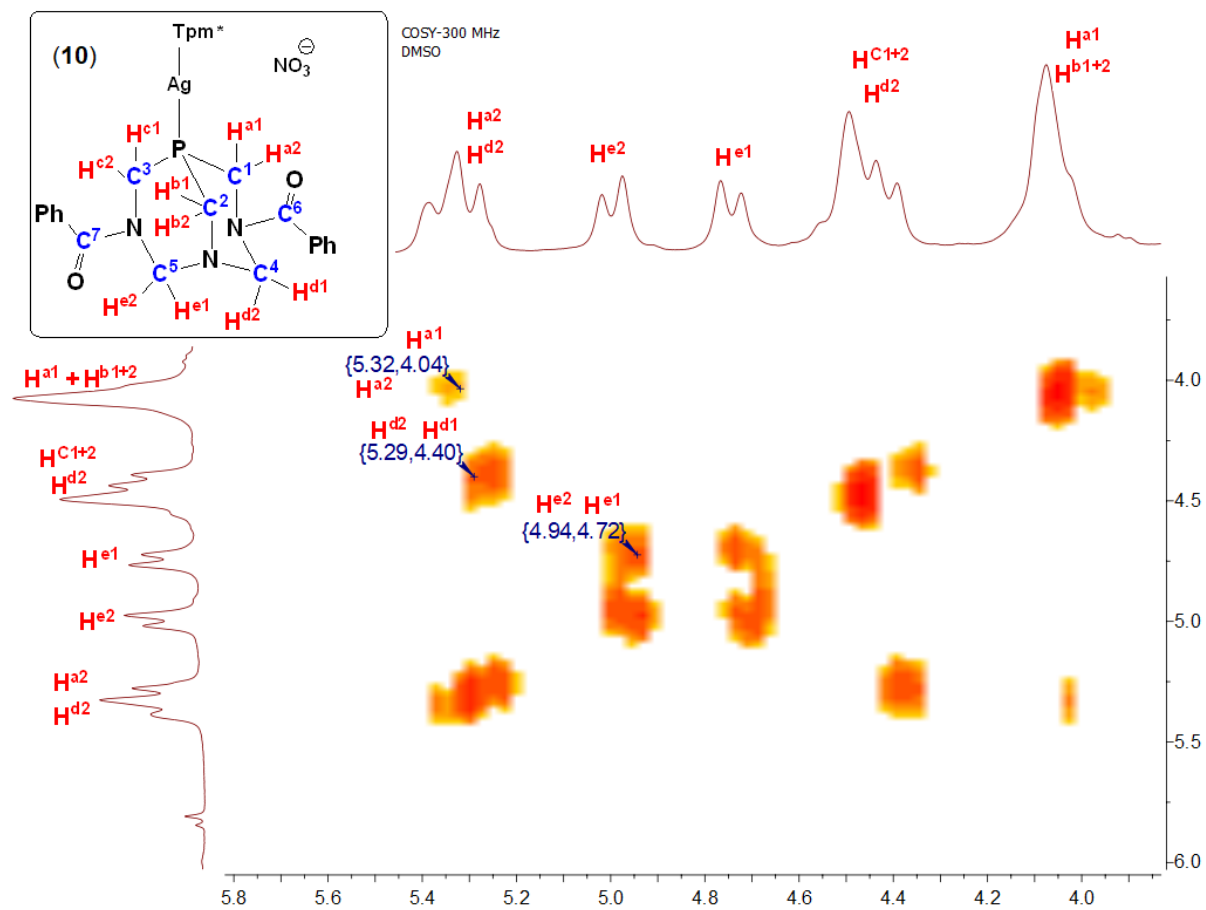 Tpm*
(10)
NO₃⊖
Ag
Hᶜ¹ Hᵃ¹
Hᶜ² C³ P C¹ Hᵃ²
Hᵇ¹ C² O
Ph N Hᵇ² N C⁶
C⁷ N Ph
O C⁵ C⁴
Hᵉ² Hᵉ¹ Hᵈ² Hᵈ¹
COSY-300 MHz
DMSO
Hᵃ²
Hᵈ²
Hᵉ²
Hᵉ¹
Hᶜ¹⁺²
Hᵈ²
Hᵃ¹
Hᵇ¹⁺²
Hᵃ¹ + Hᵇ¹⁺²
Hᶜ¹⁺²
Hᵈ²
Hᵉ¹
Hᵉ²
Hᵃ²
Hᵈ²
Hᵃ¹
{5.32,4.04}
Hᵃ²
Hᵈ² Hᵈ¹
{5.29,4.40}
Hᵉ² Hᵉ¹
{4.94,4.72}
4.0
4.5
5.0
5.5
6.0
5.8 5.6 5.4 5.2 5.0 4.8 4.6 4.4 4.2 4.0